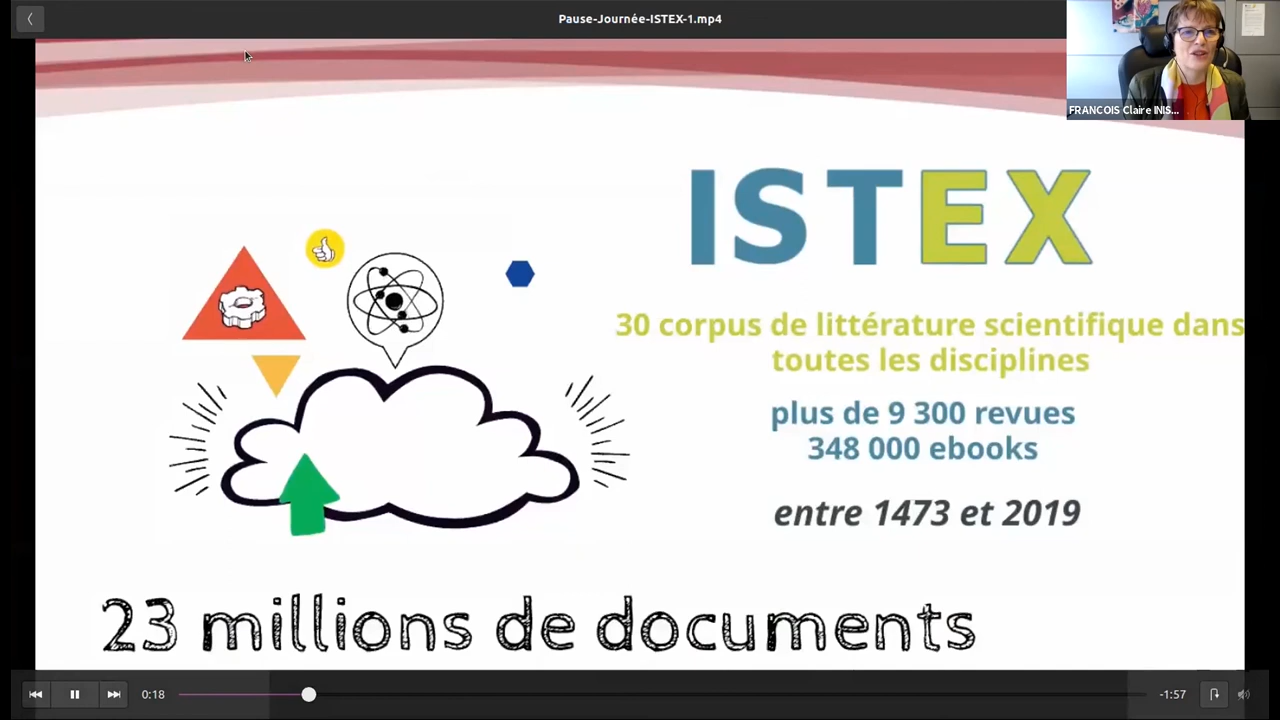 Pause-Journée-ISTEX-1.mp4
FRANCOIS Claire INIS...
ISTEX
30 corpus de littérature scientifique dans
toutes les disciplines
plus de 9 300 revues
348 000 ebooks
entre 1473 et 2019
23 millions de documents
0:18
-1:57